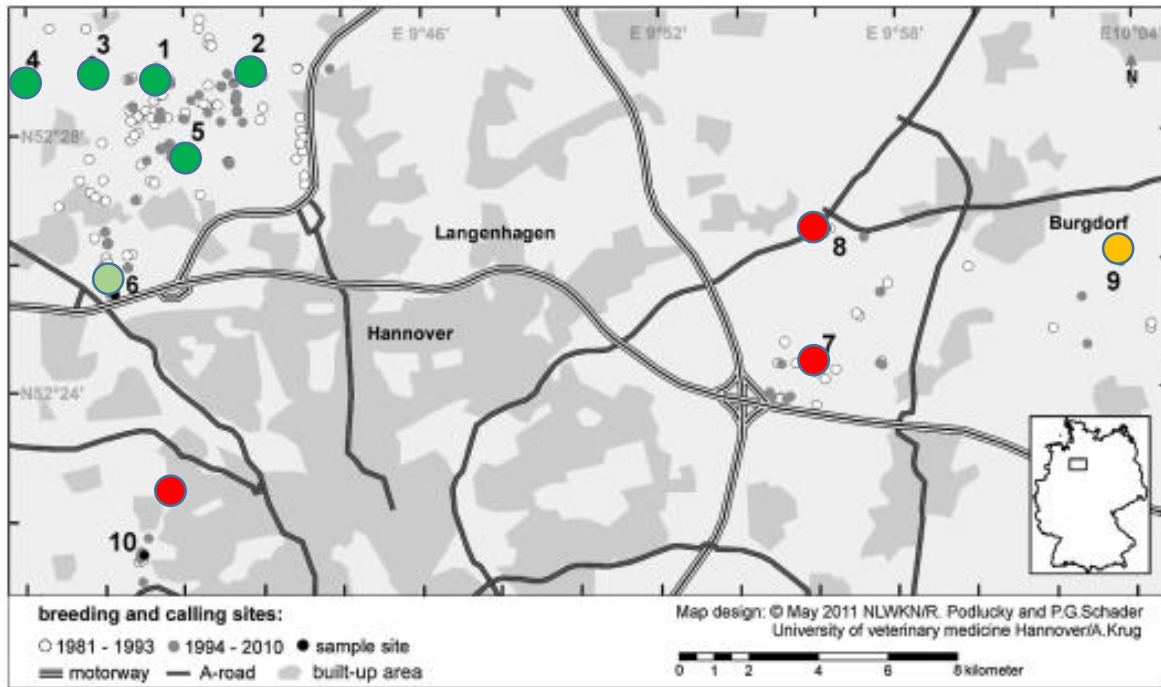 E 9°46' E 9°52' E 9°58' E10°04'
4 3 1 2
N
N52°28'
5
Langenhagen
Burgdorf
8
9
6
Hannover
7
N52°24'
10
breeding and calling sites:
1981 - 1993 1994 - 2010 sample site
motorway A-road built-up area
Map design: © May 2011 NLWKN/R. Podlucky and P.G.Schader
University of veterinary medicine Hannover/A.Krug
0 1 2 4 6 8 kilometer